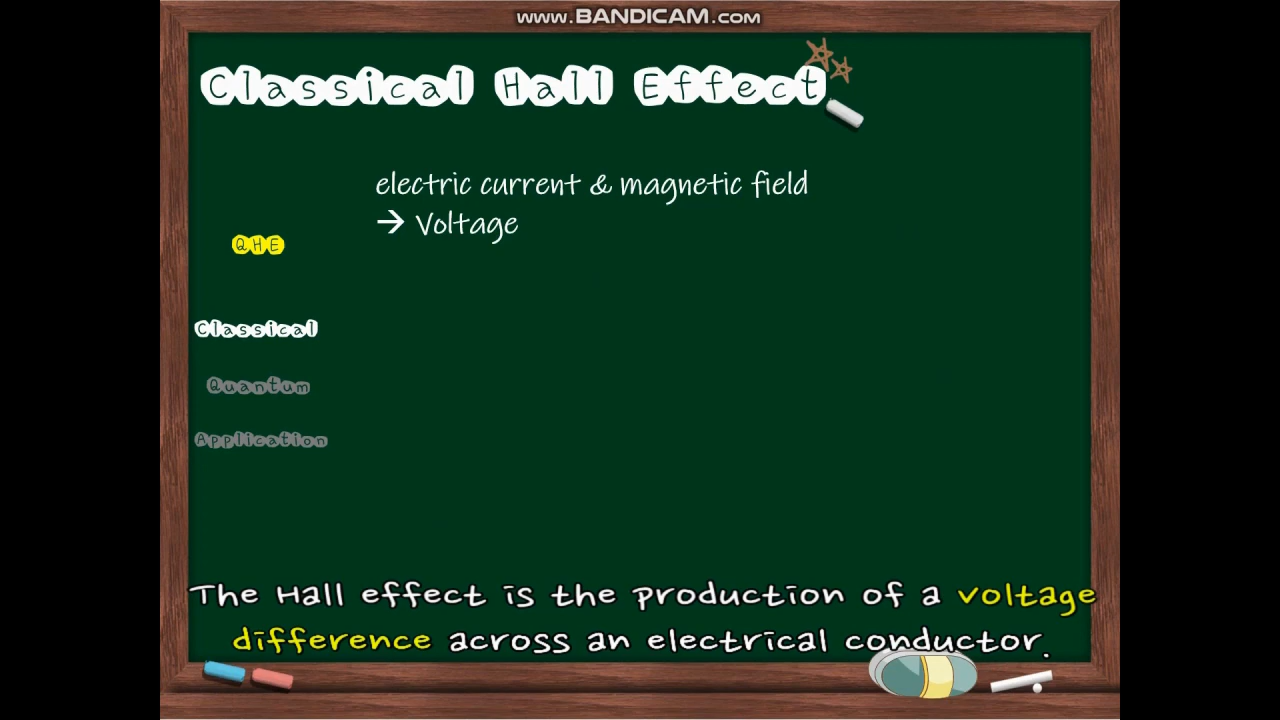 www.BANDICAM.com
Classical Hall Effect
electric current & magnetic field
→ Voltage
QHE
Classical
Quantum
Application
The Hall effect is the production of a voltage
difference across an electrical conductor.